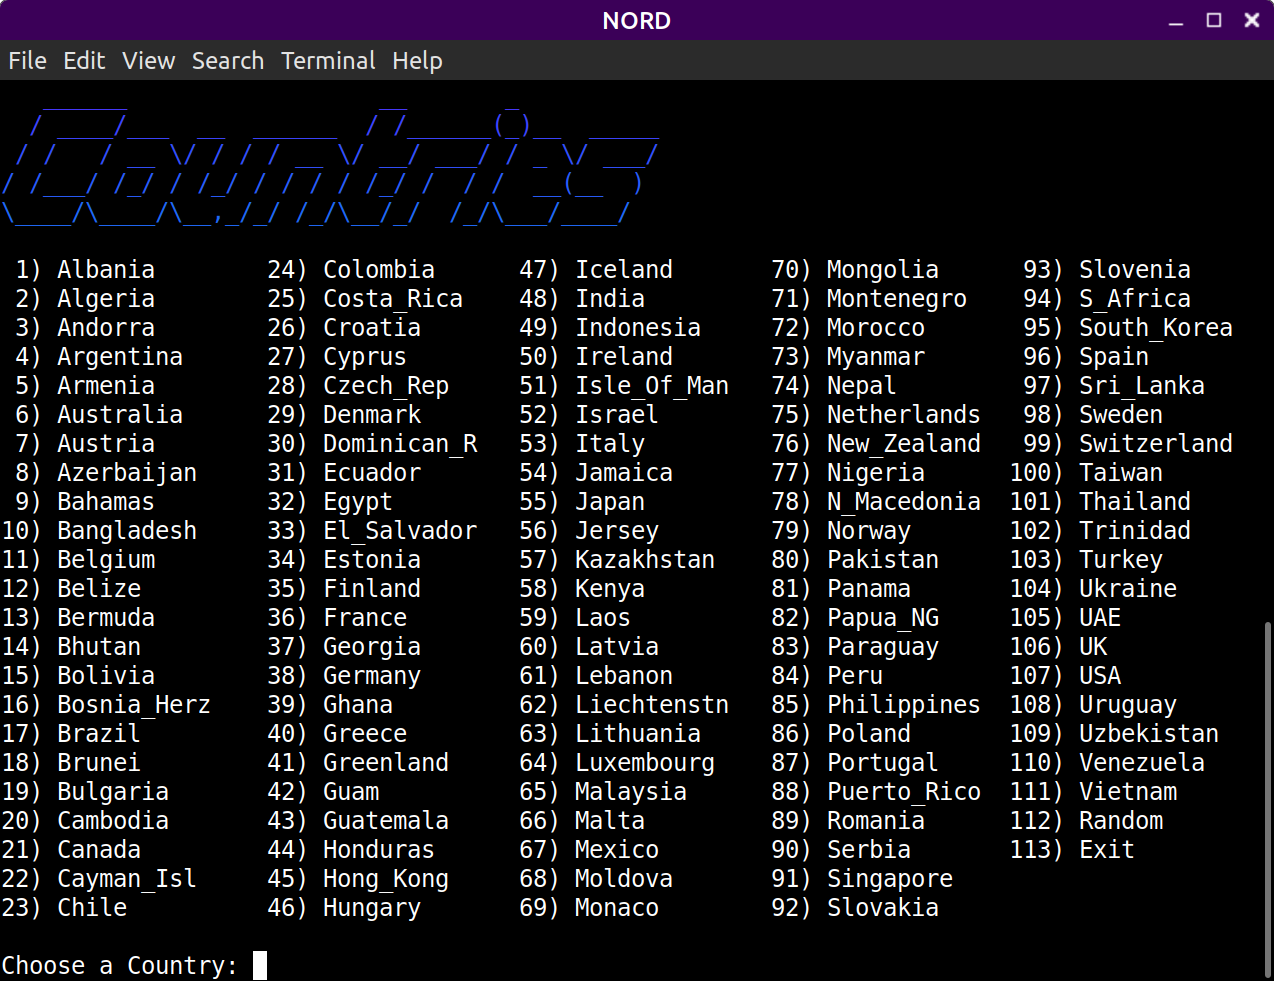 NORD
File Edit View Search Terminal Help
Countries
1) Albania 24) Colombia 47) Iceland 70) Mongolia 93) Slovenia
2) Algeria 25) Costa_Rica 48) India 71) Montenegro 94) S_Africa
3) Andorra 26) Croatia 49) Indonesia 72) Morocco 95) South_Korea
4) Argentina 27) Cyprus 50) Ireland 73) Myanmar 96) Spain
5) Armenia 28) Czech_Rep 51) Isle_Of_Man 74) Nepal 97) Sri_Lanka
6) Australia 29) Denmark 52) Israel 75) Netherlands 98) Sweden
7) Austria 30) Dominican_R 53) Italy 76) New_Zealand 99) Switzerland
8) Azerbaijan 31) Ecuador 54) Jamaica 77) Nigeria 100) Taiwan
9) Bahamas 32) Egypt 55) Japan 78) N_Macedonia 101) Thailand
10) Bangladesh 33) El_Salvador 56) Jersey 79) Norway 102) Trinidad
11) Belgium 34) Estonia 57) Kazakhstan 80) Pakistan 103) Turkey
12) Belize 35) Finland 58) Kenya 81) Panama 104) Ukraine
13) Bermuda 36) France 59) Laos 82) Papua_NG 105) UAE
14) Bhutan 37) Georgia 60) Latvia 83) Paraguay 106) UK
15) Bolivia 38) Germany 61) Lebanon 84) Peru 107) USA
16) Bosnia_Herz 39) Ghana 62) Liechtenstn 85) Philippines 108) Uruguay
17) Brazil 40) Greece 63) Lithuania 86) Poland 109) Uzbekistan
18) Brunei 41) Greenland 64) Luxembourg 87) Portugal 110) Venezuela
19) Bulgaria 42) Guam 65) Malaysia 88) Puerto_Rico 111) Vietnam
20) Cambodia 43) Guatemala 66) Malta 89) Romania 112) Random
21) Canada 44) Honduras 67) Mexico 90) Serbia 113) Exit
22) Cayman_Isl 45) Hong_Kong 68) Moldova 91) Singapore
23) Chile 46) Hungary 69) Monaco 92) Slovakia
Choose a Country: